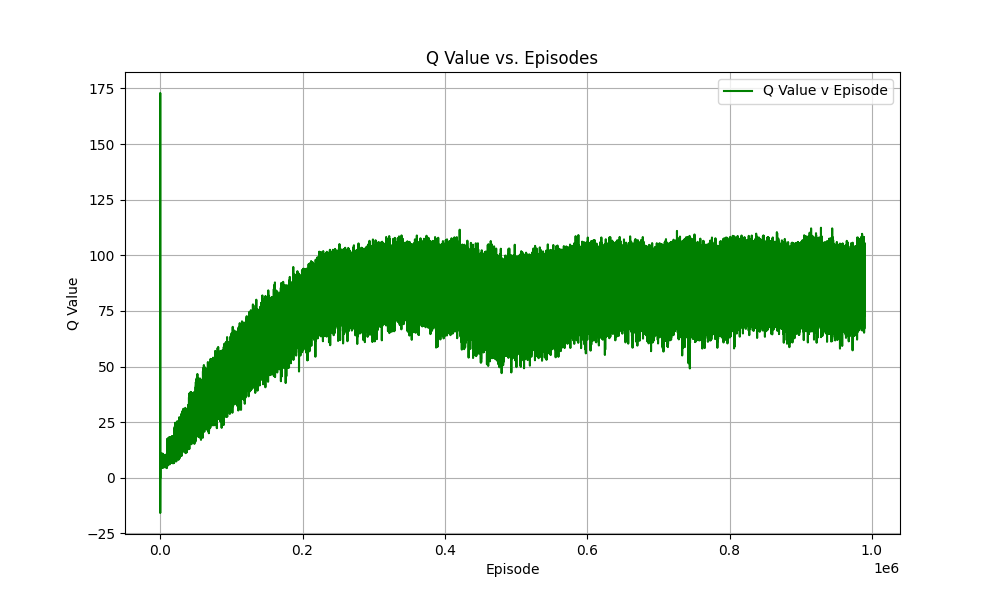 Q Value vs. Episodes
Q Value v Episode
175
150
125
100
75
50
25
0
−25
Q Value
0.0 0.2 0.4 0.6 0.8 1.0
1e6
Episode